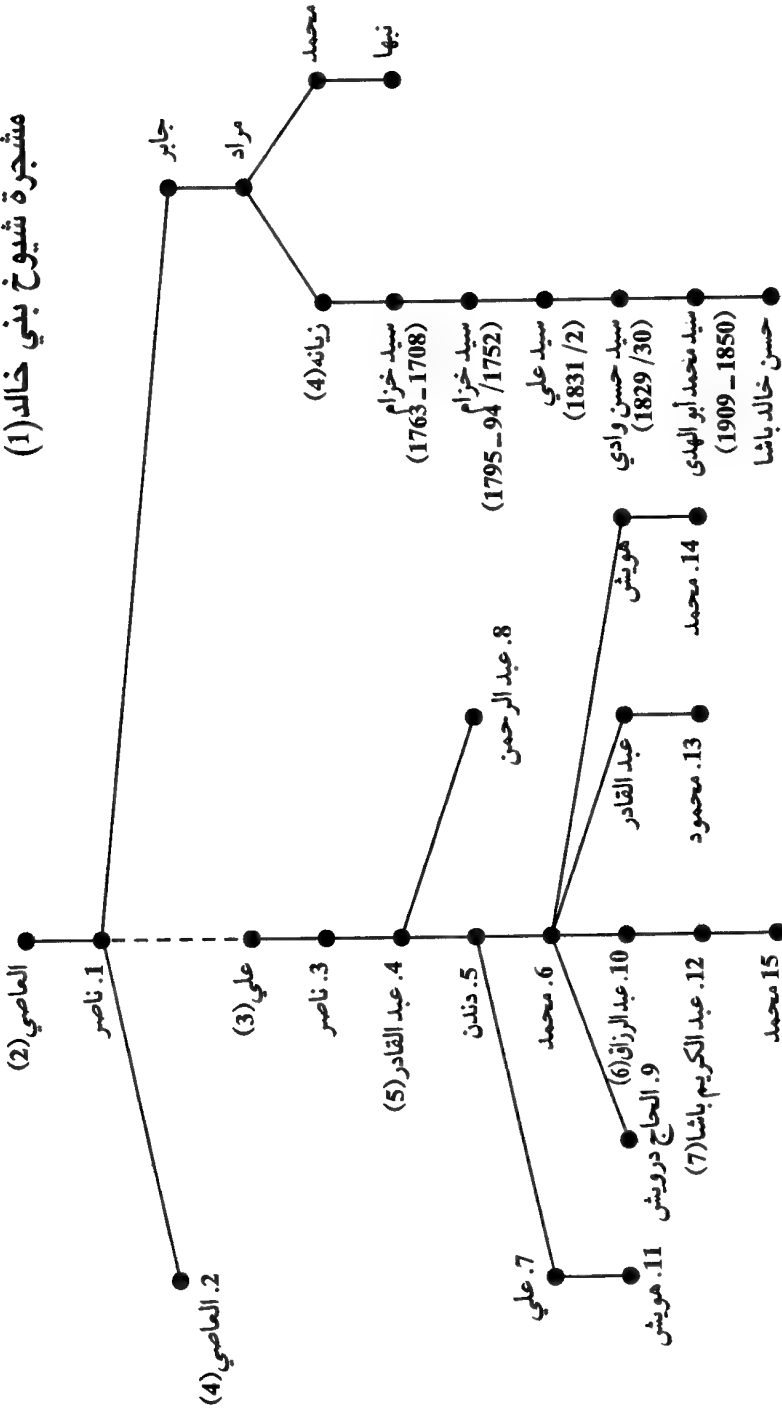 مشجرة شيوخ بني خالد(1)
العاصي(2)
1. ناصر
جابر
2. العاصي(4)
مراد
محمد
نبها
علي(3)
3. ناصر
4. عبد القادر(5)
5. دندن
6. محمد
7. علي
8. عبد الرحمن
9. الحاج درويش
10. عبد الرزاق(6)
11. هويش
12. عبد الكريم باشا(7)
عبد القادر
13. محمود
هويش
14. محمد
15 محمد
زيانه(4)
سيد خزام
(1763_1708)
سيد خزام
(1795_94 /1752)
سيد علي
(1831 /2)
سيد حسن وادي
(1829 /30)
سيد محمد أبو الهدى
(1909_1850)
حسن خالد باشا